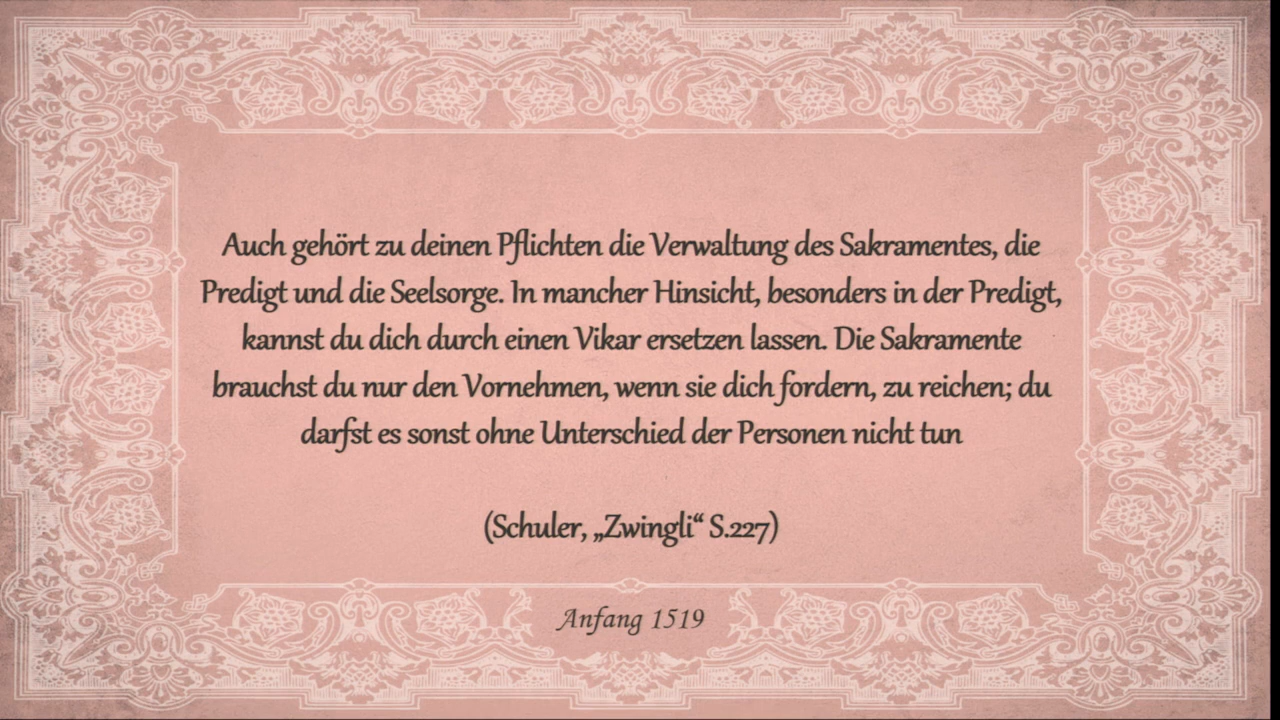 Auch gehört zu deinen Pflichten die Verwaltung des Sakramentes, die
Predigt und die Seelsorge. In mancher Hinsicht, besonders in der Predigt,
kannst du dich durch einen Vikar ersetzen lassen. Die Sakramente
brauchst du nur den Vornehmen, wenn sie dich fordern, zu reichen; du
darfst es sonst ohne Unterschied der Personen nicht tun
(Schuler, „Zwingli“ S.227)
Anfang 1519